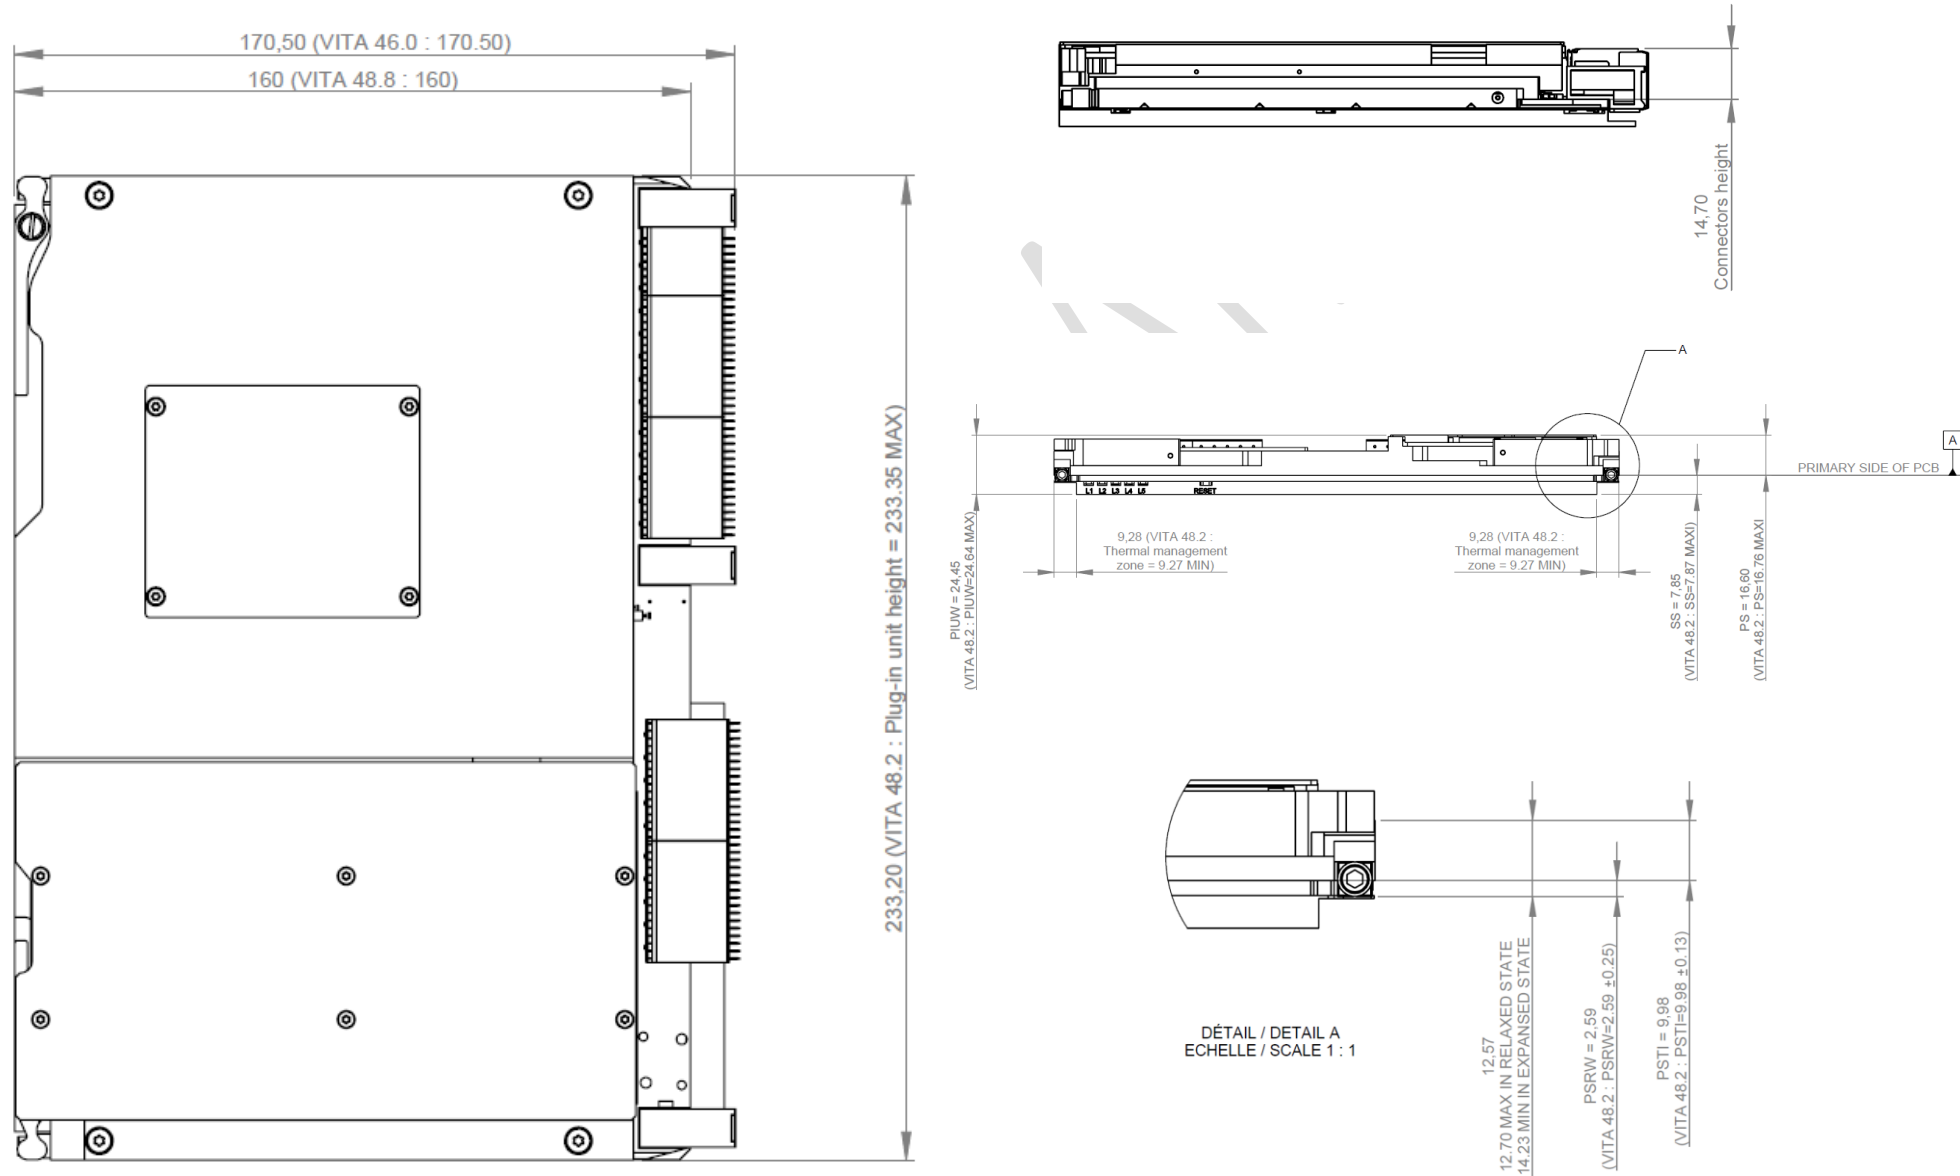 170,50 (VITA 46.0 : 170.50)
160 (VITA 48.8 : 160)
233,20 (VITA 48.2 : Plug-in unit height = 233.35 MAX)
14,70
Connectors height
A
A
PRIMARY SIDE OF PCB
L1 L2 L3 L4 L5
RESET
9,28 (VITA 48.2 :
Thermal management
zone = 9.27 MIN)
9,28 (VITA 48.2 :
Thermal management
zone = 9.27 MIN)
PIUW = 24,45
(VITA 48.2 : PIUW=24.64 MAX)
SS = 7,85
(VITA 48.2 : SS=7.87 MAXI)
PS = 16,60
(VITA 48.2 : PS=16.76 MAXI
DÉTAIL / DETAIL A
ECHELLE / SCALE 1 : 1
12,57
12.70 MAX IN RELAXED STATE
14.23 MIN IN EXPANSED STATE
PSRW = 2,59
(VITA 48.2 : PSRW=2.59 ±0.25)
PSTI = 9,98
(VITA 48.2 : PSTI=9.98 ±0.13)